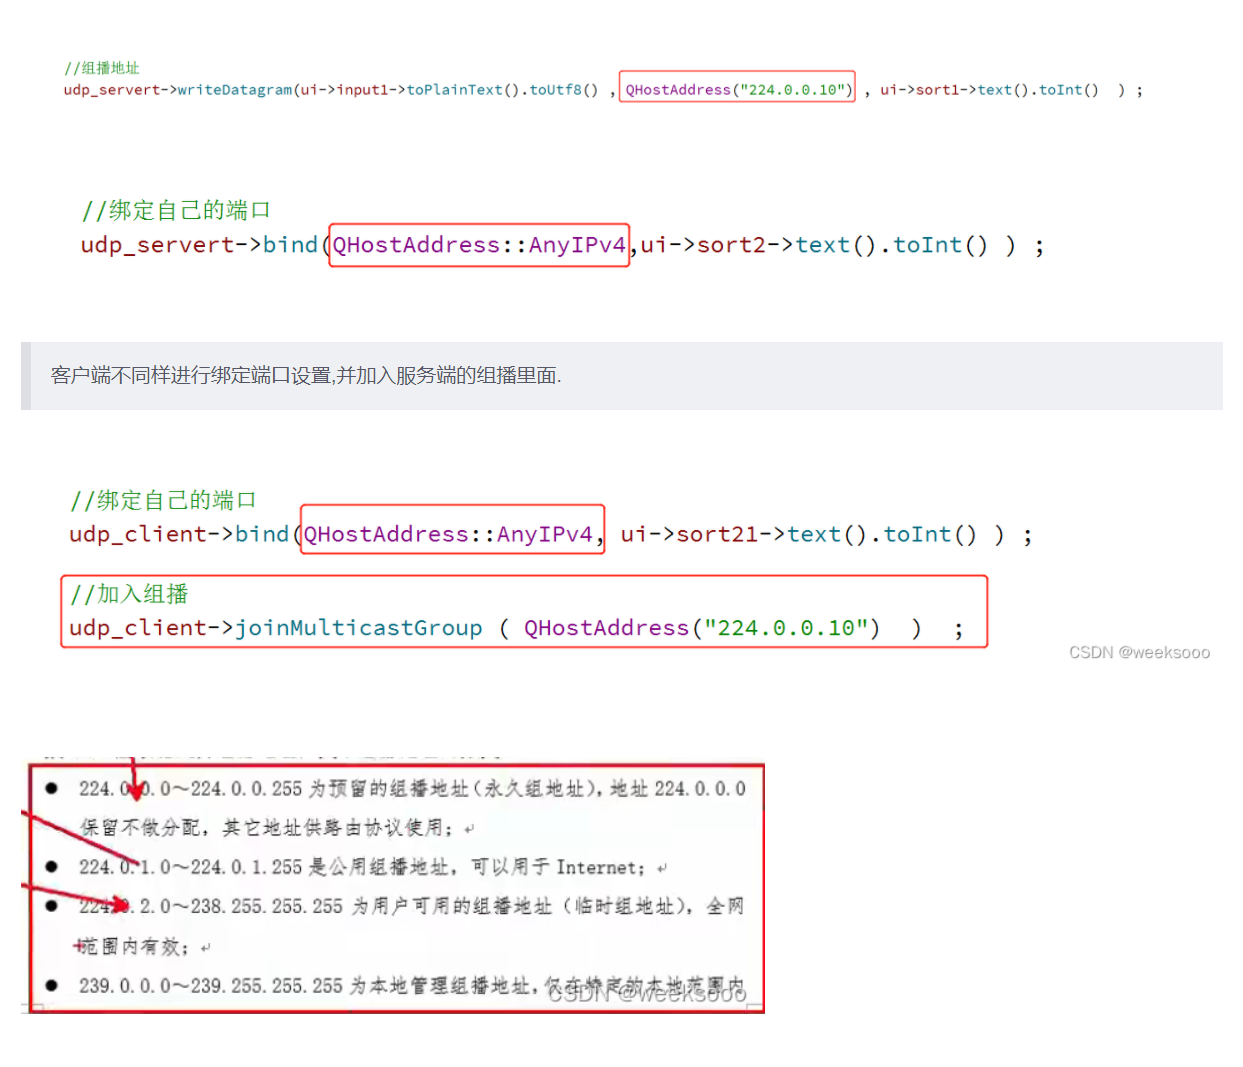 //组播地址
udp_servert->writeDatagram(ui->input1->toPlainText().toUtf8() , QHostAddress("224.0.0.10") , ui->sort1->text().toInt()  ) ;
//绑定自己的端口
udp_servert->bind(QHostAddress::AnyIPv4,ui->sort2->text().toInt() ) ;
客户端不同样进行绑定端口设置,并加入服务端的组播里面.
//绑定自己的端口
udp_client->bind(QHostAddress::AnyIPv4, ui->sort21->text().toInt() ) ;
//加入组播
udp_client->joinMulticastGroup ( QHostAddress("224.0.0.10")  )  ;
CSDN @weeksooo
● 224.0.0.0～224.0.0.255 为预留的组播地址（永久组地址），地址 224.0.0.0
保留不做分配，其它地址供路由协议使用；
● 224.0.1.0～224.0.1.255 是公用组播地址，可以用于 Internet；
● 224.0.2.0～238.255.255.255 为用户可用的组播地址（临时组地址），全网
范围内有效；
● 239.0.0.0～239.255.255.255 为本地管理组播地址，仅在特定的本地范围内
CSDN @weeksooo